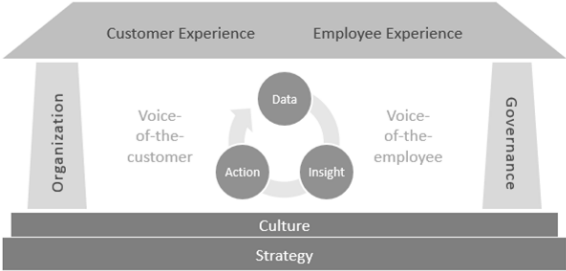 Customer Experience
Employee Experience
Organization
Voice-
of-the-
customer
Data
Action
Insight
Voice-
of-the-
employee
Governance
Culture
Strategy